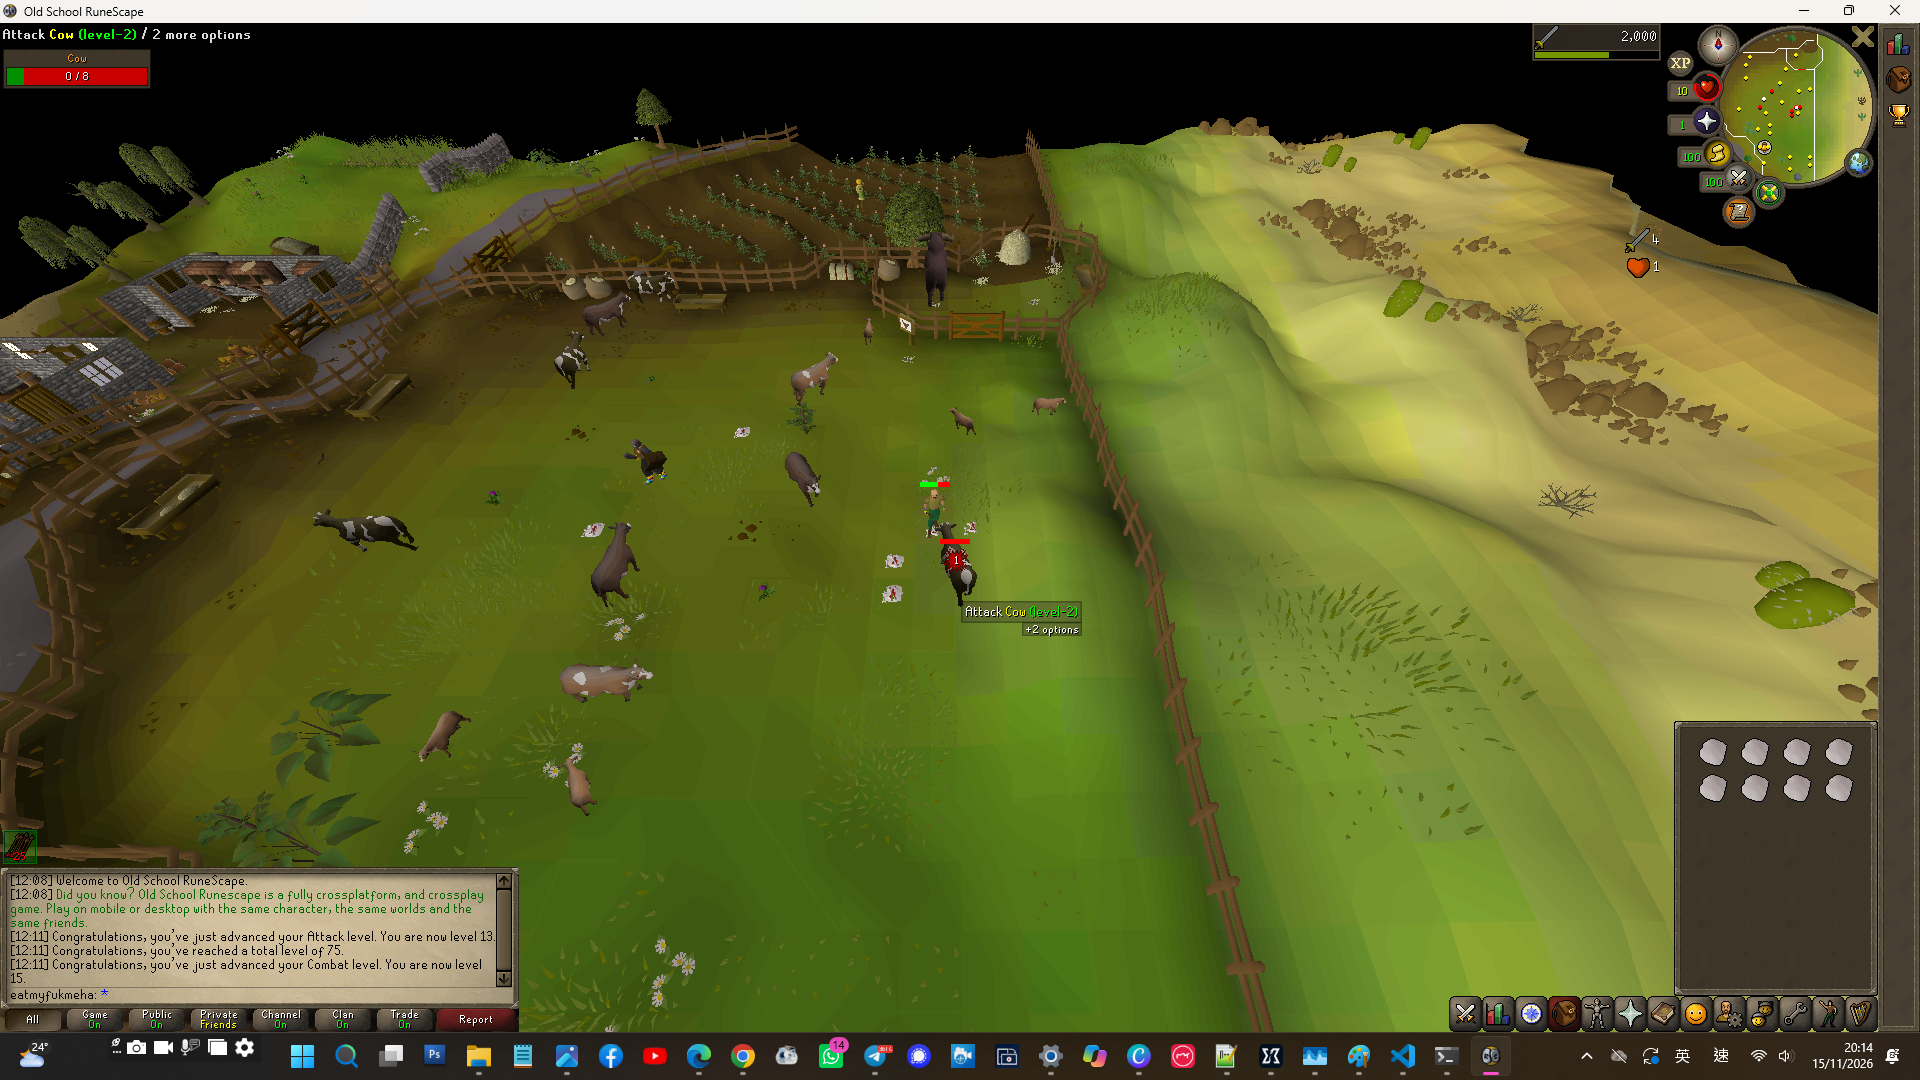 Old School RuneScape
Attack Cow (level-2) / 2 more options
Cow
0 / 8
2,000
N
XP
10
1
100
100
4
1
1
Attack Cow (level-2)
+2 options
25
[12:08] Welcome to Old School RuneScape.
[12:08] Did you know? Old School Runescape is a fully crossplatform, and crossplay
game. Play on mobile or desktop with the same character, the same worlds and the
same friends.
[12:11] Congratulations, you've just advanced your Attack level. You are now level 13.
[12:11] Congratulations, you've reached a total level of 75.
[12:11] Congratulations, you've just advanced your Combat level. You are now level
15.
eatmyfukmeha: *
All
Game
On
Public
On
Private
Friends
Channel
On
Clan
On
Trade
On
Report
24°
Ps
14
英
速
20:14
15/11/2026